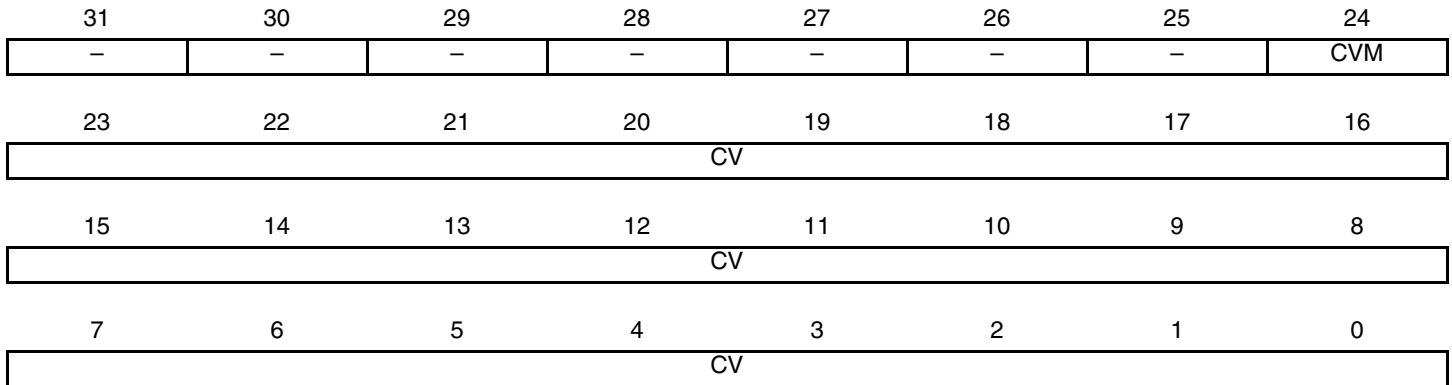 31 30 29 28 27 26 25 24
– – – – – – – CVM
23 22 21 20 19 18 17 16
CV
15 14 13 12 11 10 9 8
CV
7 6 5 4 3 2 1 0
CV